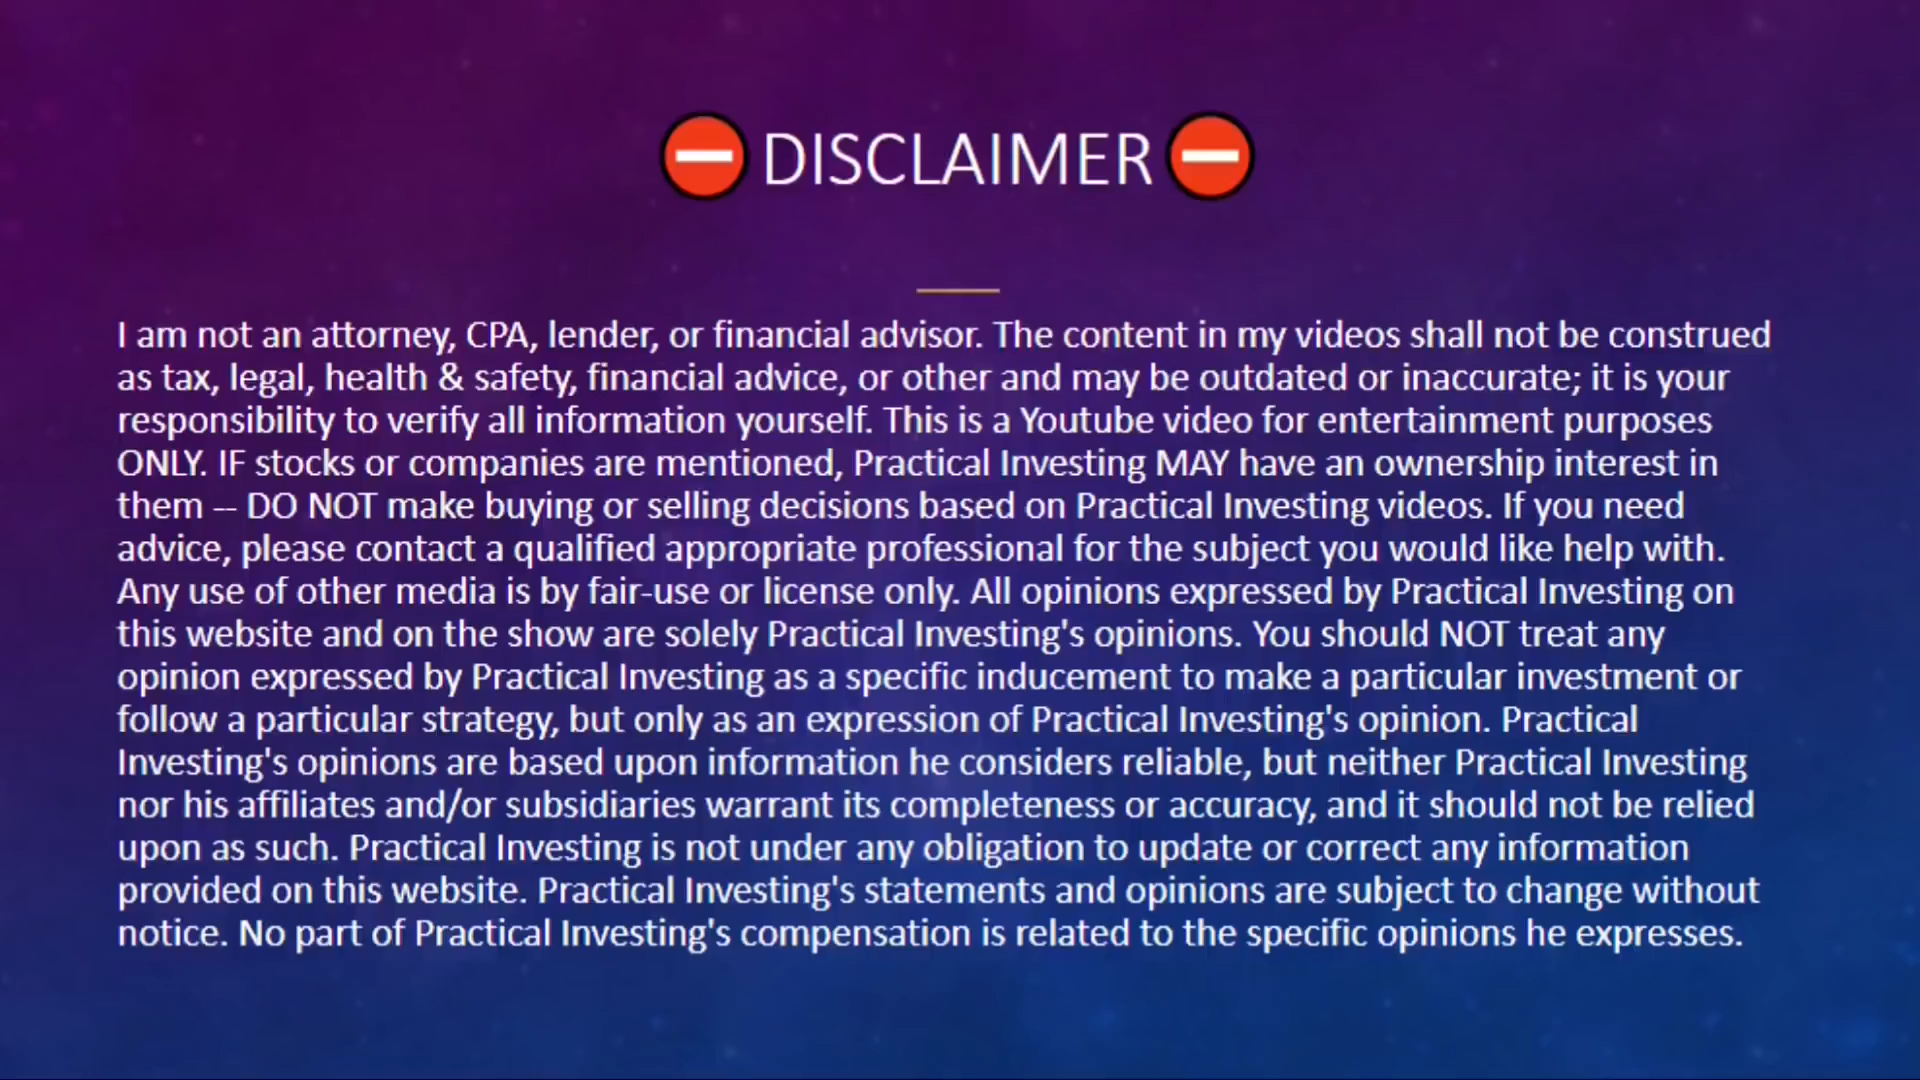 ⛔DISCLAIMER⛔
I am not an attorney, CPA, lender, or financial advisor. The content in my videos shall not be construed
as tax, legal, health & safety, financial advice, or other and may be outdated or inaccurate; it is your
responsibility to verify all information yourself. This is a Youtube video for entertainment purposes
ONLY. IF stocks or companies are mentioned, Practical Investing MAY have an ownership interest in
them -- DO NOT make buying or selling decisions based on Practical Investing videos. If you need
advice, please contact a qualified appropriate professional for the subject you would like help with.
Any use of other media is by fair-use or license only. All opinions expressed by Practical Investing on
this website and on the show are solely Practical Investing's opinions. You should NOT treat any
opinion expressed by Practical Investing as a specific inducement to make a particular investment or
follow a particular strategy, but only as an expression of Practical Investing's opinion. Practical
Investing's opinions are based upon information he considers reliable, but neither Practical Investing
nor his affiliates and/or subsidiaries warrant its completeness or accuracy, and it should not be relied
upon as such. Practical Investing is not under any obligation to update or correct any information
provided on this website. Practical Investing's statements and opinions are subject to change without
notice. No part of Practical Investing's compensation is related to the specific opinions he expresses.